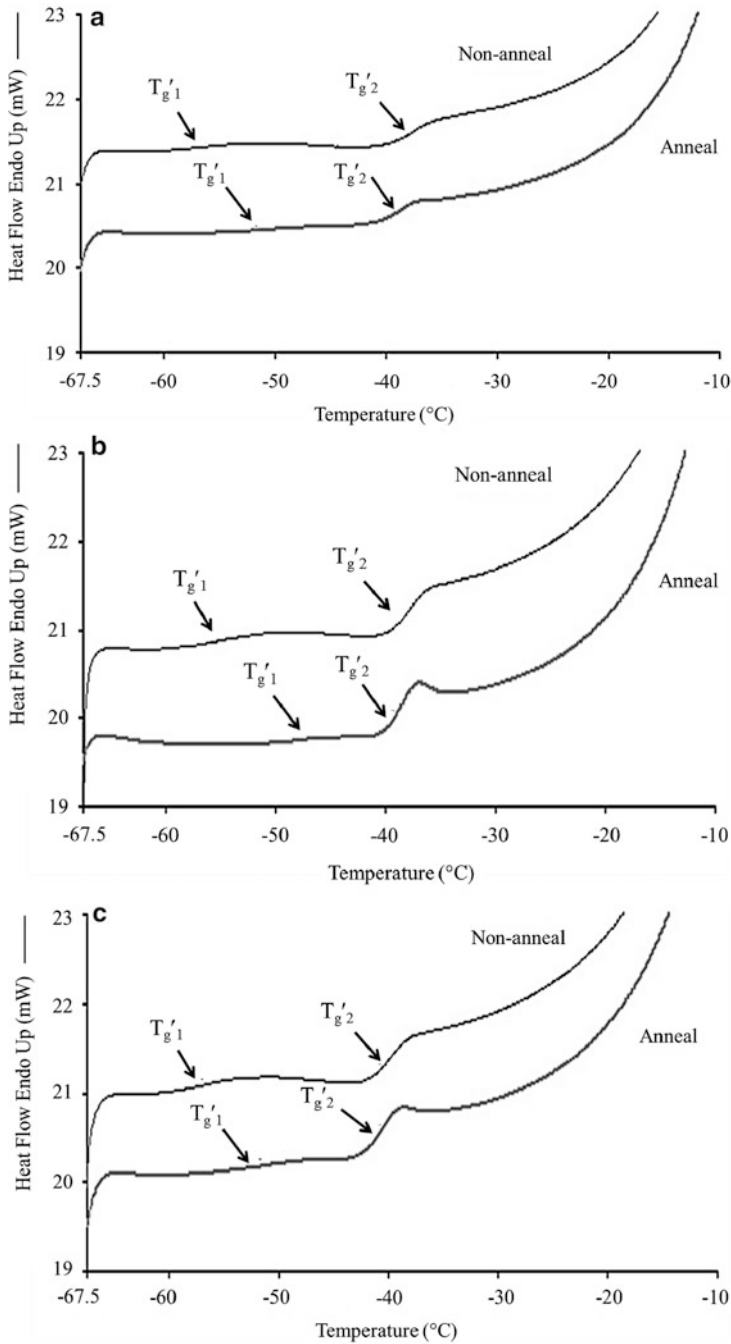 a
23
Non-anneal
Tg′1
Tg′2
22
Anneal
21
Tg′1
Tg′2
20
19
-67.5 -60 -50 -40 -30 -20 -10
Temperature (°C)
Heat Flow Endo Up (mW)
b
23
Non-anneal
22
Tg′1
Tg′2
Anneal
21
Tg′1
Tg′2
20
19
-67.5 -60 -50 -40 -30 -20 -10
Temperature (°C)
Heat Flow Endo Up (mW)
c
23
Non-anneal
22
Tg′1
Tg′2
Anneal
21
Tg′1
Tg′2
20
19
-67.5 -60 -50 -40 -30 -20 -10
Temperature (°C)
Heat Flow Endo Up (mW)